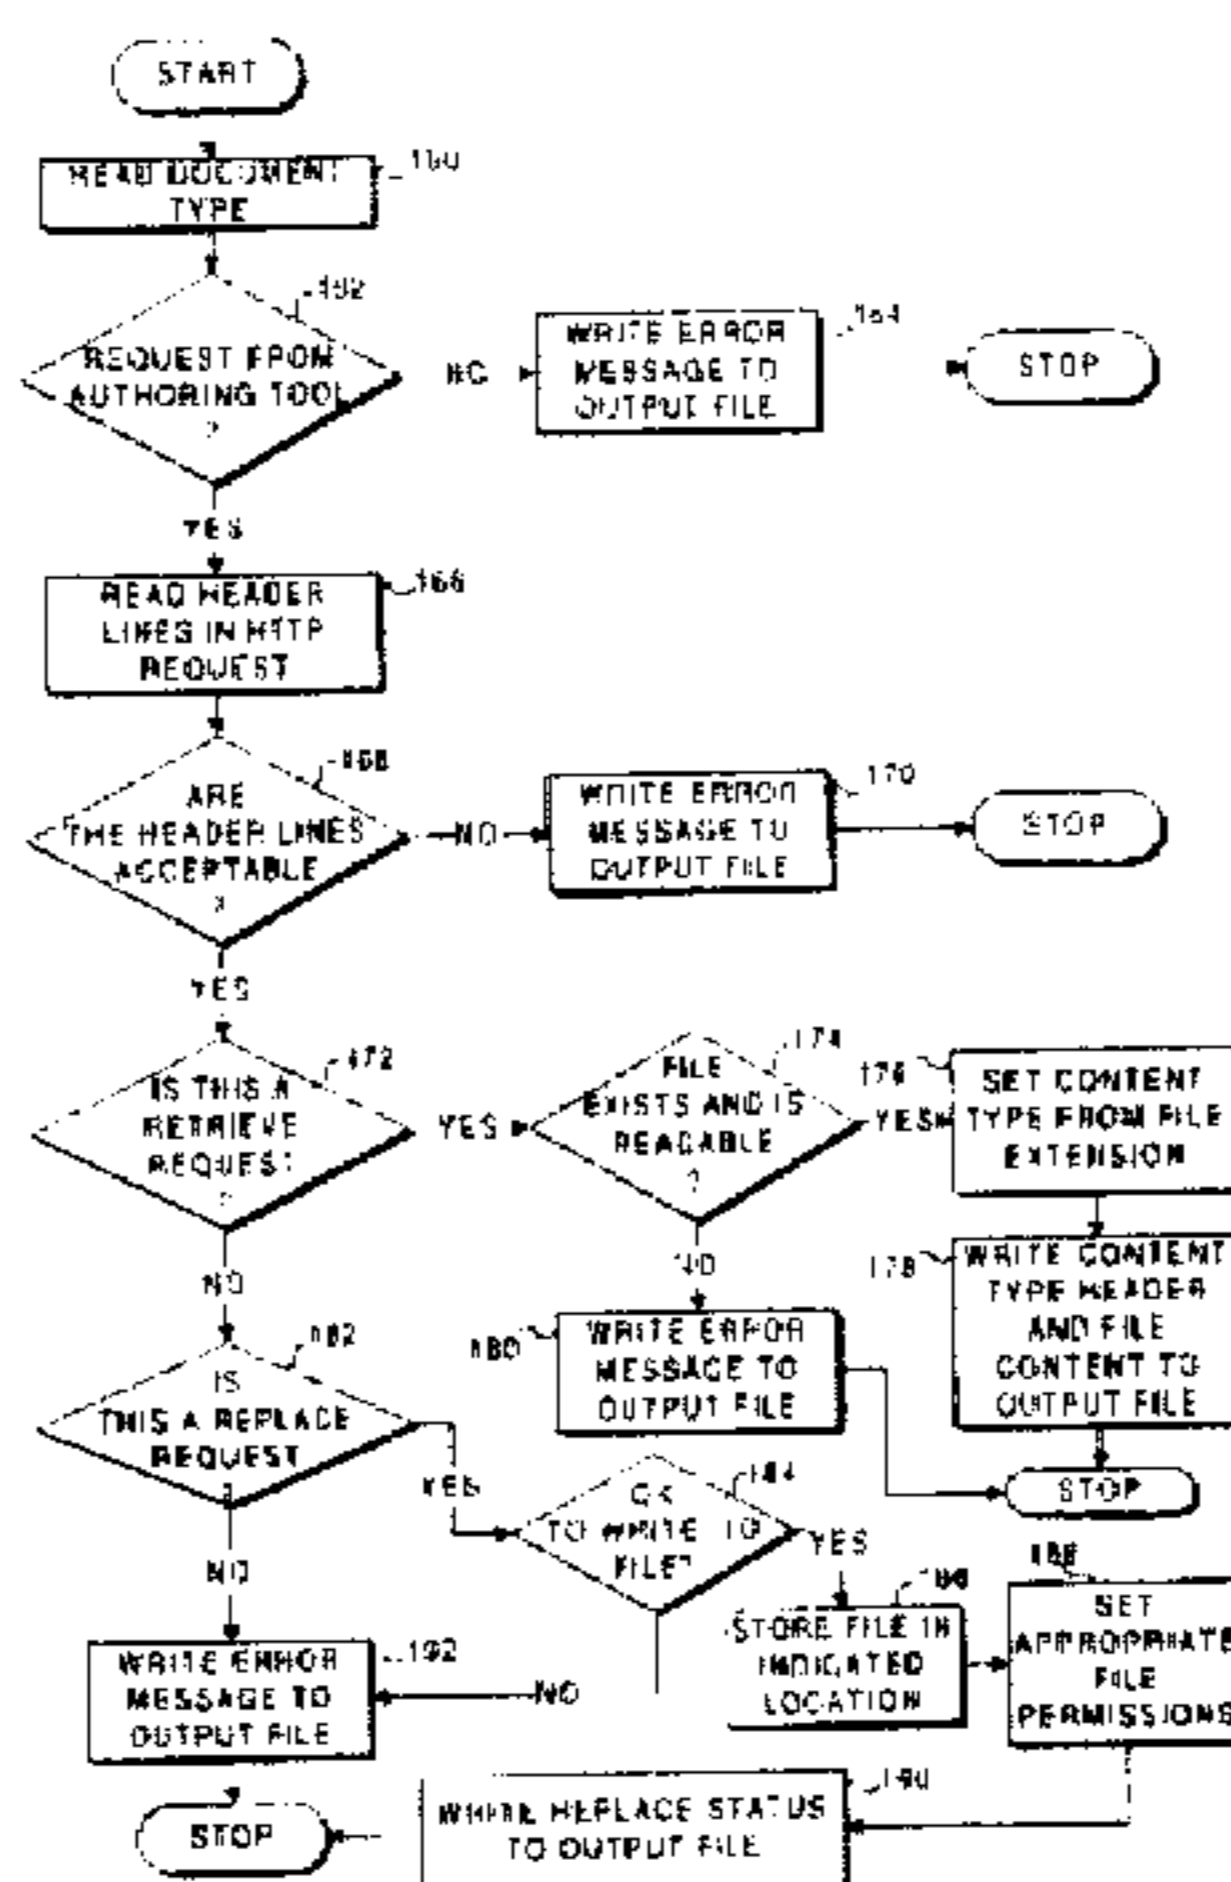 START
READ DOCUMENT
TYPE
160
REQUEST FROM
AUTHORING TOOL
?
162
NO
WRITE ERROR
MESSAGE TO
OUTPUT FILE
164
STOP
YES
READ HEADER
LINES IN HTTP
REQUEST
166
ARE
THE HEADER LINES
ACCEPTABLE
?
168
NO
WRITE ERROR
MESSAGE TO
OUTPUT FILE
170
STOP
YES
IS THIS A
RETRIEVE
REQUEST
?
172
YES
FILE
EXISTS AND IS
READABLE
?
174
YES
176
SET CONTENT
TYPE FROM FILE
EXTENSION
178
WRITE CONTENT
TYPE HEADER
AND FILE
CONTENT TO
OUTPUT FILE
STOP
NO
180
WRITE ERROR
MESSAGE TO
OUTPUT FILE
NO
IS
THIS A REPLACE
REQUEST
?
182
YES
OK
TO WRITE TO
FILE?
184
YES
STORE FILE IN
INDICATED
LOCATION
186
188
SET
APPROPRIATE
FILE
PERMISSIONS
NO
NO
WRITE ERROR
MESSAGE TO
OUTPUT FILE
192
WRITE REPLACE STATUS
TO OUTPUT FILE
190
STOP